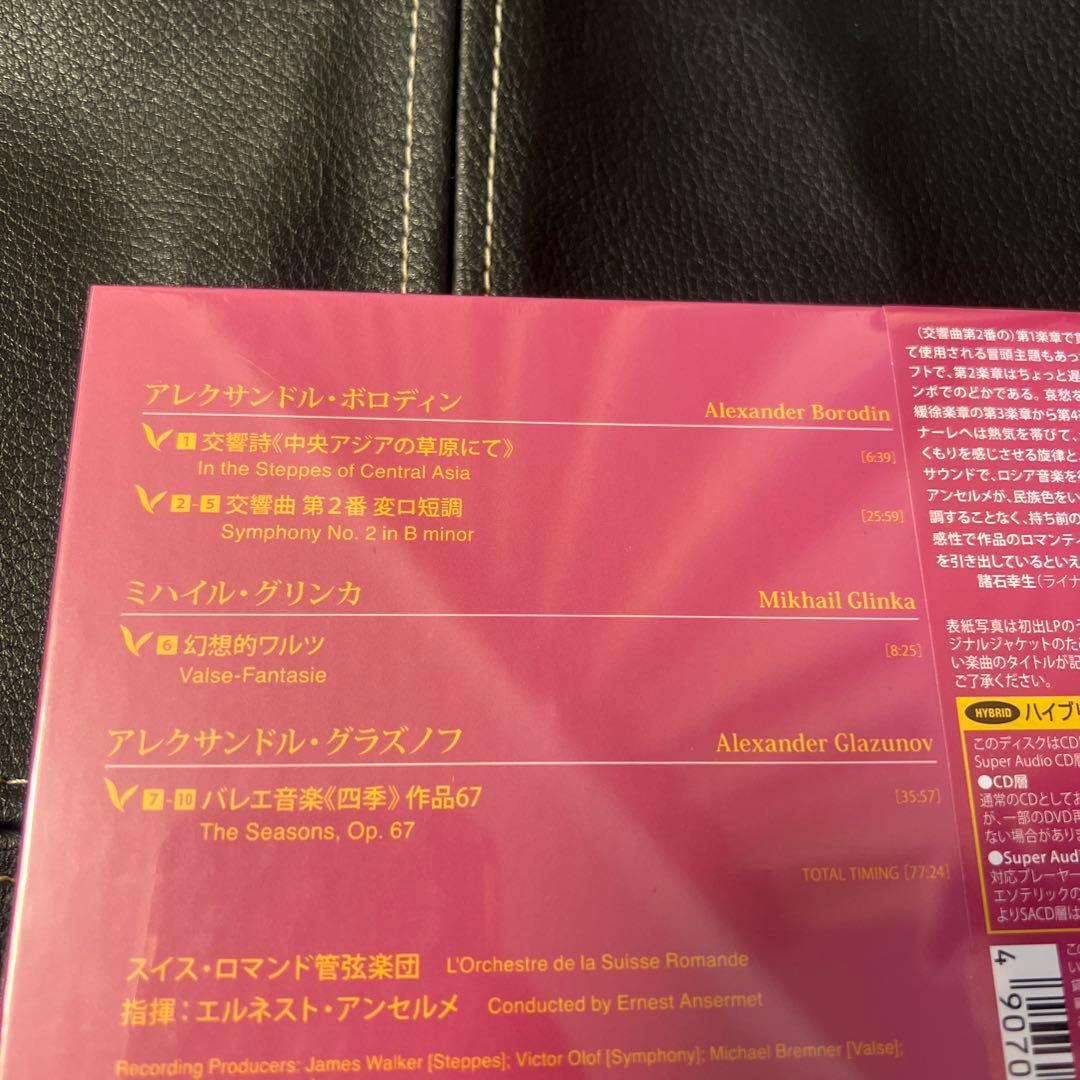 アレクサンドル・ボロディン
Alexander Borodin
1 交響詩《中央アジアの草原にて》
[6:39]
In the Steppes of Central Asia
2-5 交響曲 第2番 変ロ短調
[25:59]
Symphony No. 2 in B minor
ミハイル・グリンカ
Mikhail Glinka
6 幻想的ワルツ
[8:25]
Valse-Fantasie
アレクサンドル・グラズノフ
Alexander Glazunov
7-10 バレエ音楽《四季》 作品67
[35:57]
The Seasons, Op. 67
TOTAL TIMING [77:24]
スイス・ロマンド管弦楽団 L'Orchestre de la Suisse Romande
指揮：エルネスト・アンセルメ Conducted by Ernest Ansermet
Recording Producers: James Walker [Steppes]; Victor Olof [Symphony]; Michael Bremner [Valse];
（交響曲第2番の）第1楽章で
て使用される冒頭主題もあっ
フトで、第2楽章はちょっと遅
ンポでのどかである。哀愁を
緩徐楽章の第3楽章から第4
ナーレへは熱気を帯びて、
くもりを感じさせる旋律と、
サウンドで、ロシア音楽を
アンセルメが、民族色をい
調することなく、持ち前の
感性で作品のロマンティ
を引き出しているといえ
諸石幸生（ライナ
表紙写真は初出LPの
ジナルジャケットのため
い楽曲のタイトルが記
ご了承ください。
HYBRID ハイブリ
このディスクはCD
Super Audio CD層
●CD層
通常のCDとしてお
が、一部のDVD再
ない場合があります
●Super Audi
対応プレーヤー
エソテリックの
よりSACD層は
4 9070